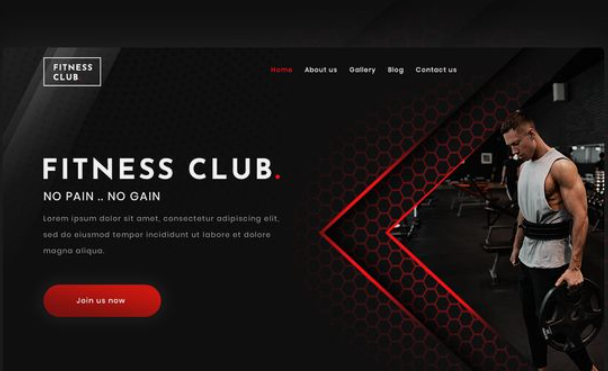 FITNESS
CLUB
Home About us Gallery Blog Contact us
FITNESS CLUB.
NO PAIN .. NO GAIN
Lorem ipsum dolor sit amet, consectetur adipiscing elit,
sed do eiusmod tempor incididunt ut labore et dolore
magna aliqua.
Join us now